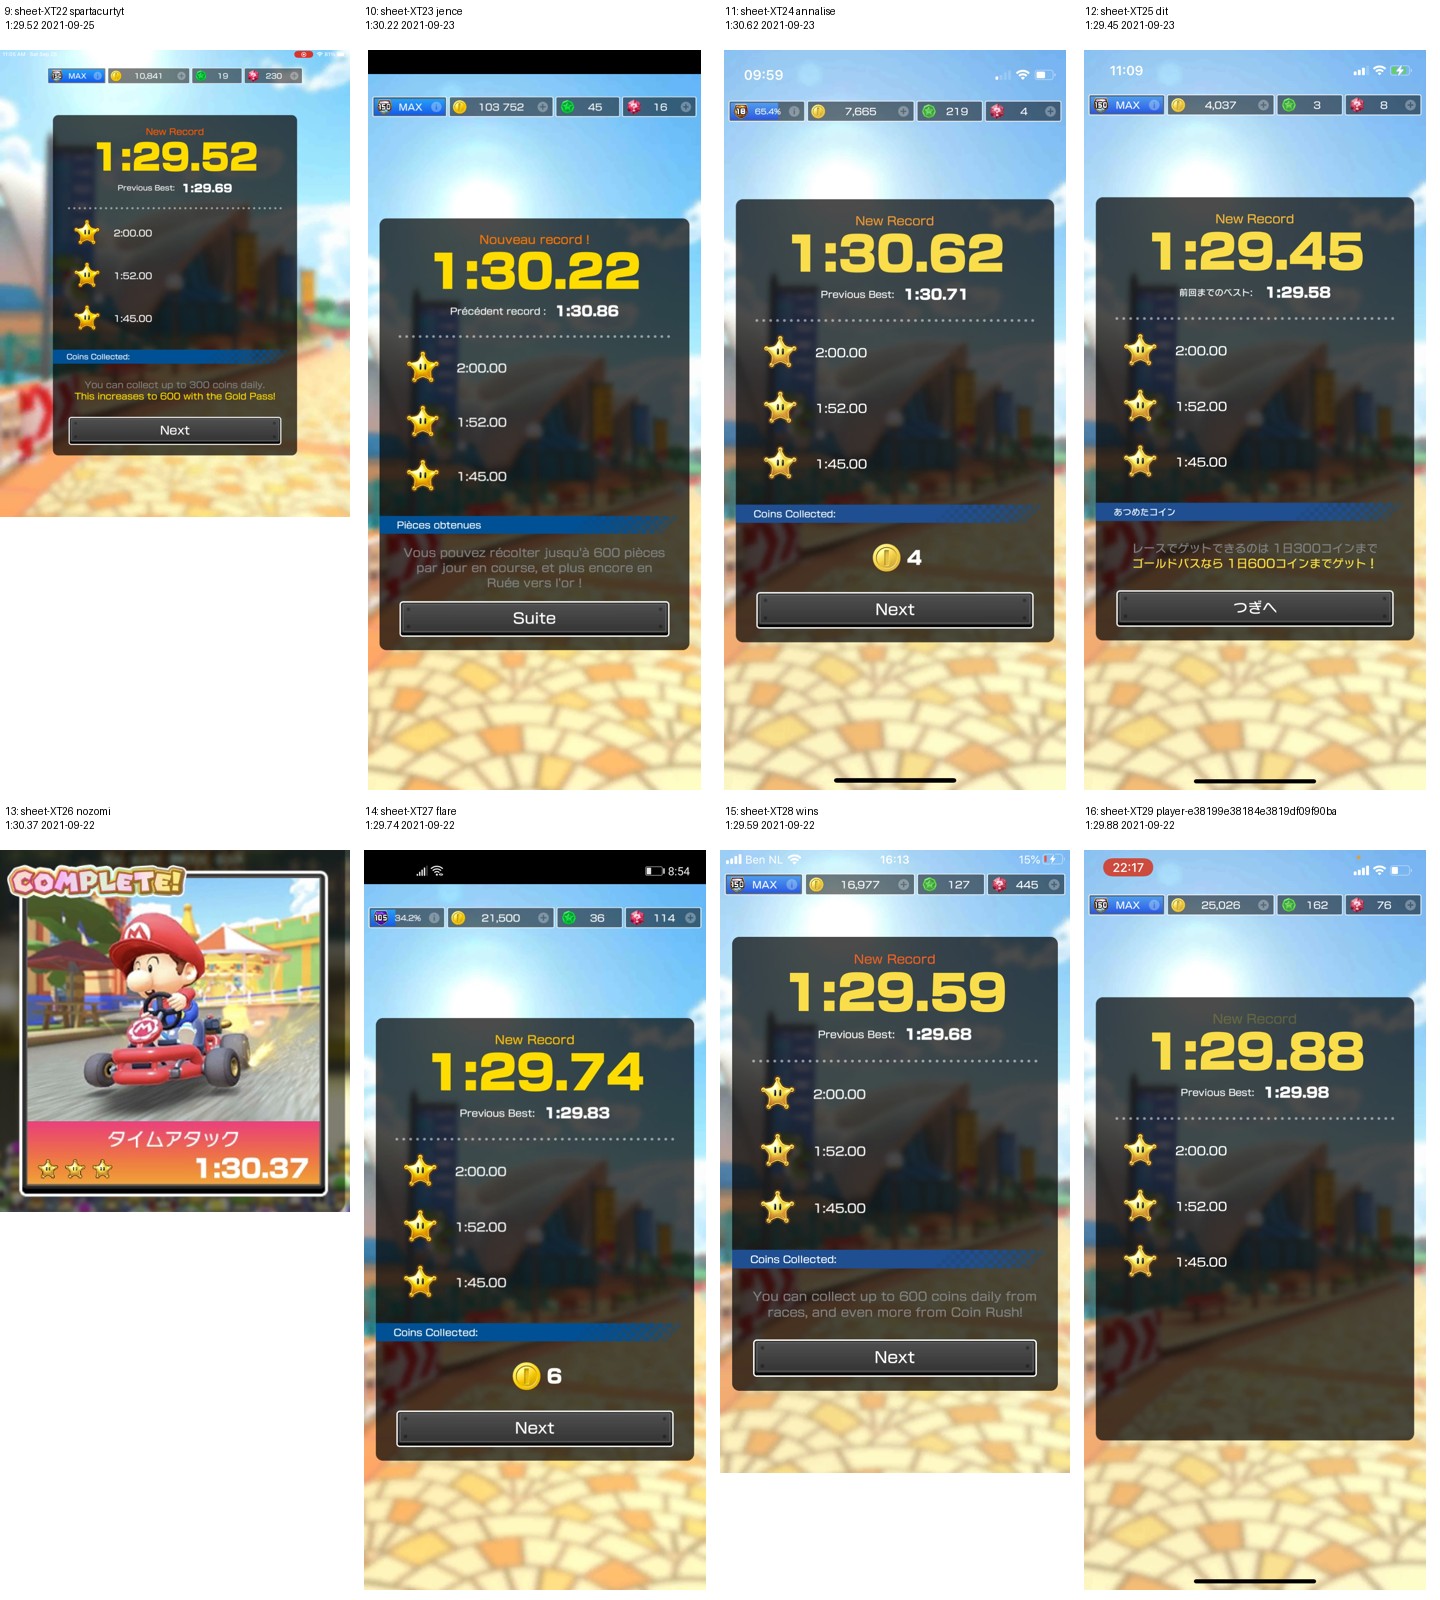 9: sheet-XT22 spartacurtyt
1:29.52 2021-09-25
MAX 10,841 19 230
New Record
1:29.52
Previous Best: 1:29.69
2:00.00
1:52.00
1:45.00
Coins Collected:
You can collect up to 300 coins daily.
This increases to 600 with the Gold Pass!
Next
10: sheet-XT23 jence
1:30.22 2021-09-23
150 MAX 103 752 45 16
Nouveau record !
1:30.22
Précédent record : 1:30.86
2:00.00
1:52.00
1:45.00
Pièces obtenues
Vous pouvez récolter jusqu'à 600 pièces
par jour en course, et plus encore en
Ruée vers l'or !
Suite
11: sheet-XT24 annalise
1:30.62 2021-09-23
09:59
18 65.4% 7,665 219 4
New Record
1:30.62
Previous Best: 1:30.71
2:00.00
1:52.00
1:45.00
Coins Collected:
4
Next
12: sheet-XT25 dit
1:29.45 2021-09-23
11:09
150 MAX 4,037 3 8
New Record
1:29.45
前回までのベスト: 1:29.58
2:00.00
1:52.00
1:45.00
あつめたコイン
レースでゲットできるのは 1日300コインまで
ゴールドパスなら 1日600コインまでゲット！
つぎへ
13: sheet-XT26 nozomi
1:30.37 2021-09-22
COMPLETE!
タイムアタック
1:30.37
14: sheet-XT27 flare
1:29.74 2021-09-22
8:54
105 34.2% 21,500 36 114
New Record
1:29.74
Previous Best: 1:29.83
2:00.00
1:52.00
1:45.00
Coins Collected:
6
Next
15: sheet-XT28 wins
1:29.59 2021-09-22
Ben NL 16:13 15%
150 MAX 16,977 127 445
New Record
1:29.59
Previous Best: 1:29.68
2:00.00
1:52.00
1:45.00
Coins Collected:
You can collect up to 600 coins daily from
races, and even more from Coin Rush!
Next
16: sheet-XT29 player-e38199e38184e3819df09f90ba
1:29.88 2021-09-22
22:17
150 MAX 25,026 162 76
New Record
1:29.88
Previous Best: 1:29.98
2:00.00
1:52.00
1:45.00